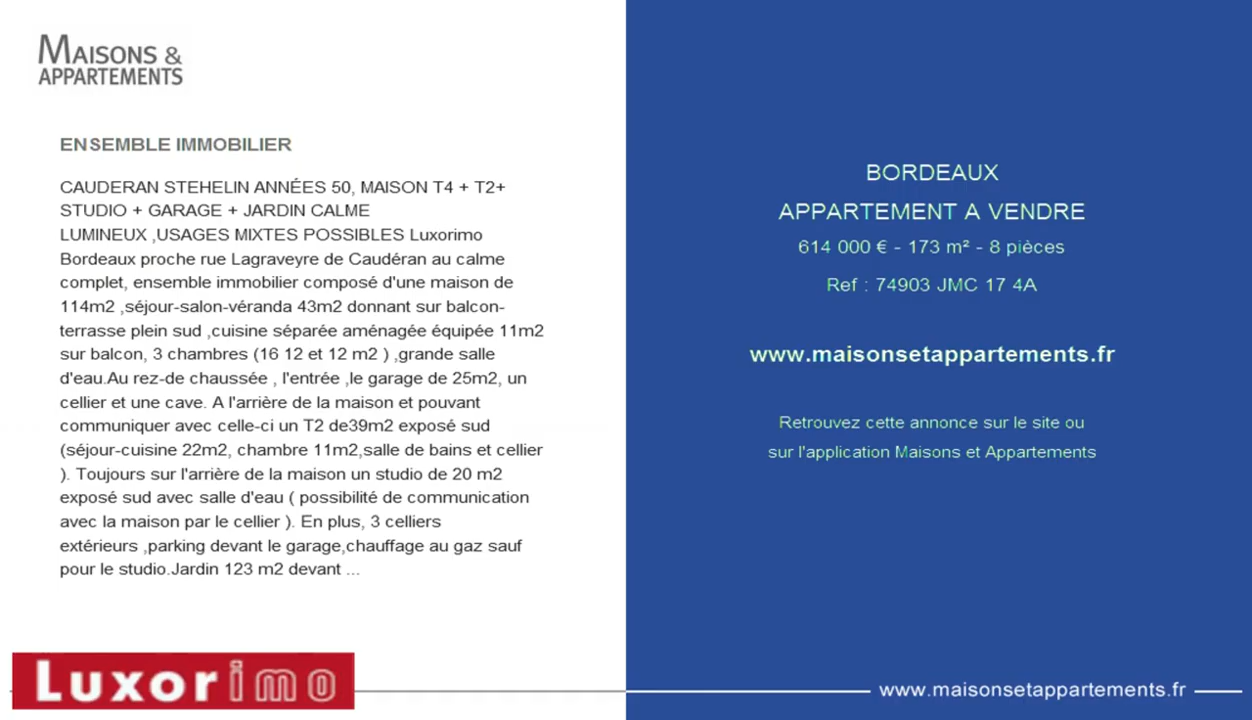 MAISONS &
APPARTEMENTS
ENSEMBLE IMMOBILIER
CAUDERAN STEHELIN ANNÉES 50, MAISON T4 + T2+
STUDIO + GARAGE + JARDIN CALME
LUMINEUX ,USAGES MIXTES POSSIBLES Luxorimo
Bordeaux proche rue Lagraveyre de Caudéran au calme
complet, ensemble immobilier composé d'une maison de
114m2 ,séjour-salon-véranda 43m2 donnant sur balcon-
terrasse plein sud ,cuisine séparée aménagée équipée 11m2
sur balcon, 3 chambres (16 12 et 12 m2 ) ,grande salle
d'eau.Au rez-de chaussée , l'entrée ,le garage de 25m2, un
cellier et une cave. A l'arrière de la maison et pouvant
communiquer avec celle-ci un T2 de39m2 exposé sud
(séjour-cuisine 22m2, chambre 11m2,salle de bains et cellier
). Toujours sur l'arrière de la maison un studio de 20 m2
exposé sud avec salle d'eau ( possibilité de communication
avec la maison par le cellier ). En plus, 3 celliers
extérieurs ,parking devant le garage,chauffage au gaz sauf
pour le studio.Jardin 123 m2 devant ...
Luxorimo
BORDEAUX
APPARTEMENT A VENDRE
614 000 € - 173 m² - 8 pièces
Ref : 74903 JMC 17 4A
www.maisonsetappartements.fr
Retrouvez cette annonce sur le site ou
sur l'application Maisons et Appartements
www.maisonsetappartements.fr